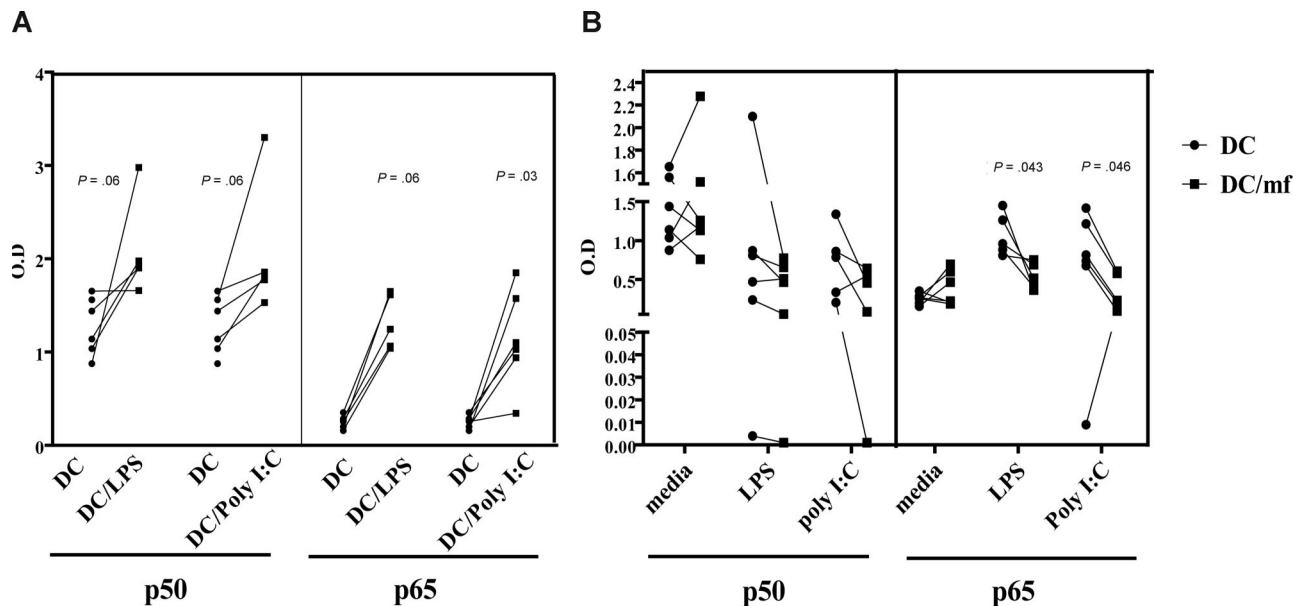 A
B
4
3
2
1
0
O.D
P = .06
P = .06
P = .06
P = .03
DC
DC/LPS
DC
DC/Poly I:C
DC
DC/LPS
DC
DC/Poly I:C
p50
p65
2.4
2.2
2.0
1.8
1.6
1.5
1.0
0.5
0.05
0.04
0.03
0.02
0.01
0.00
O.D
P = .043
P = .046
media
LPS
poly I:C
media
LPS
Poly I:C
p50
p65
DC
DC/mf